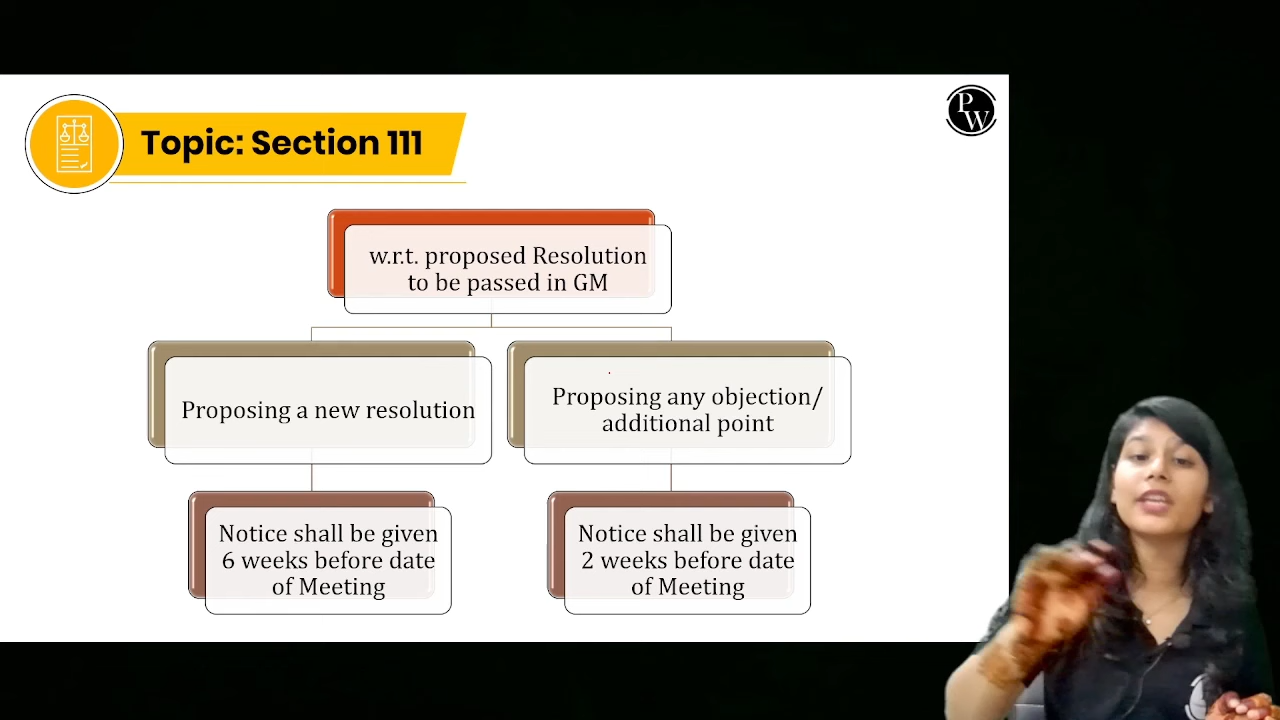 PW
Topic: Section 111
w.r.t. proposed Resolution
to be passed in GM
Proposing a new resolution
Proposing any objection/
additional point
Notice shall be given
6 weeks before date
of Meeting
Notice shall be given
2 weeks before date
of Meeting